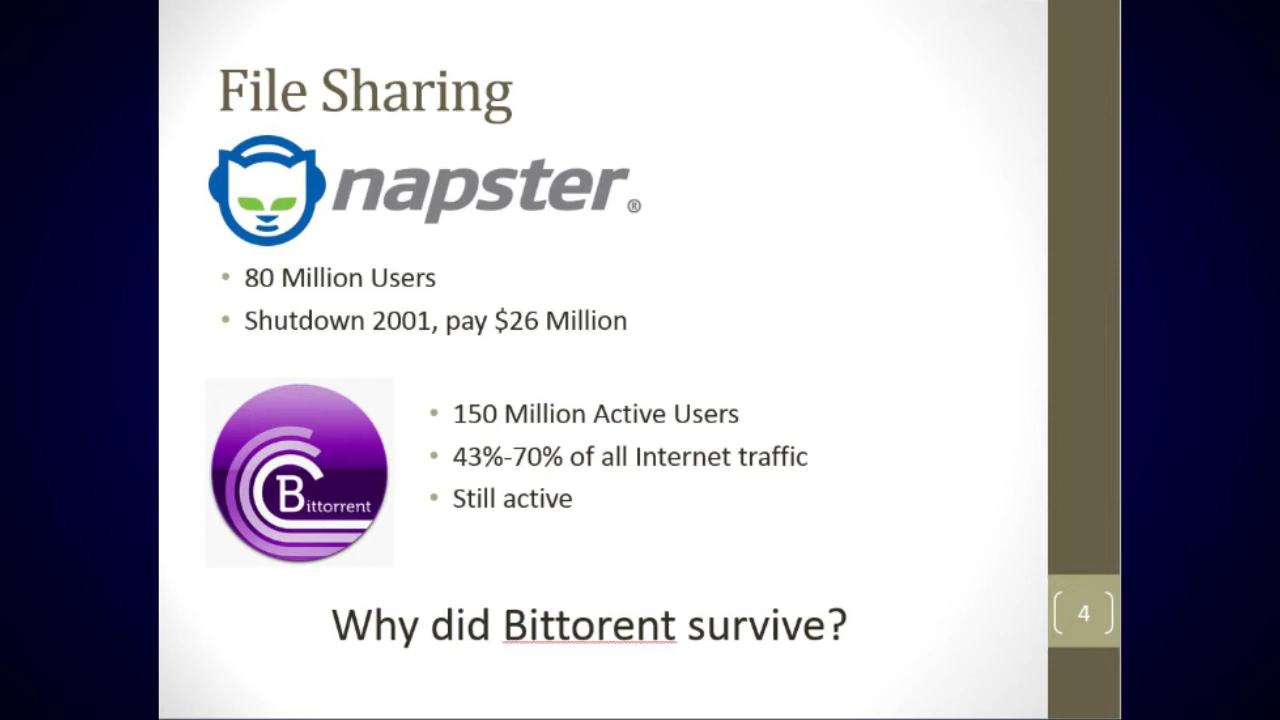 File Sharing
napster®
• 80 Million Users
• Shutdown 2001, pay $26 Million
Bittorrent
• 150 Million Active Users
• 43%-70% of all Internet traffic
• Still active
Why did Bittorent survive?
4